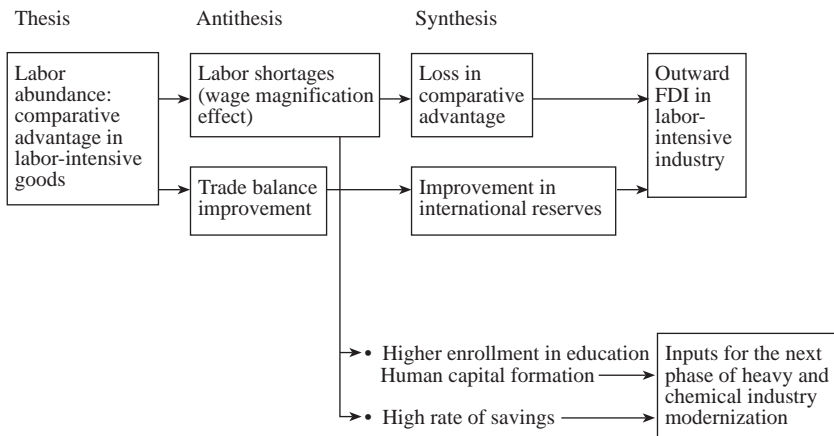 Thesis
Antithesis
Synthesis
Labor
abundance:
comparative
advantage in
labor-intensive
goods
Labor shortages
(wage magnification
effect)
Loss in
comparative
advantage
Outward
FDI in
labor-
intensive
industry
Trade balance
improvement
Improvement in
international reserves
• Higher enrollment in education
Human capital formation
• High rate of savings
Inputs for the next
phase of heavy and
chemical industry
modernization